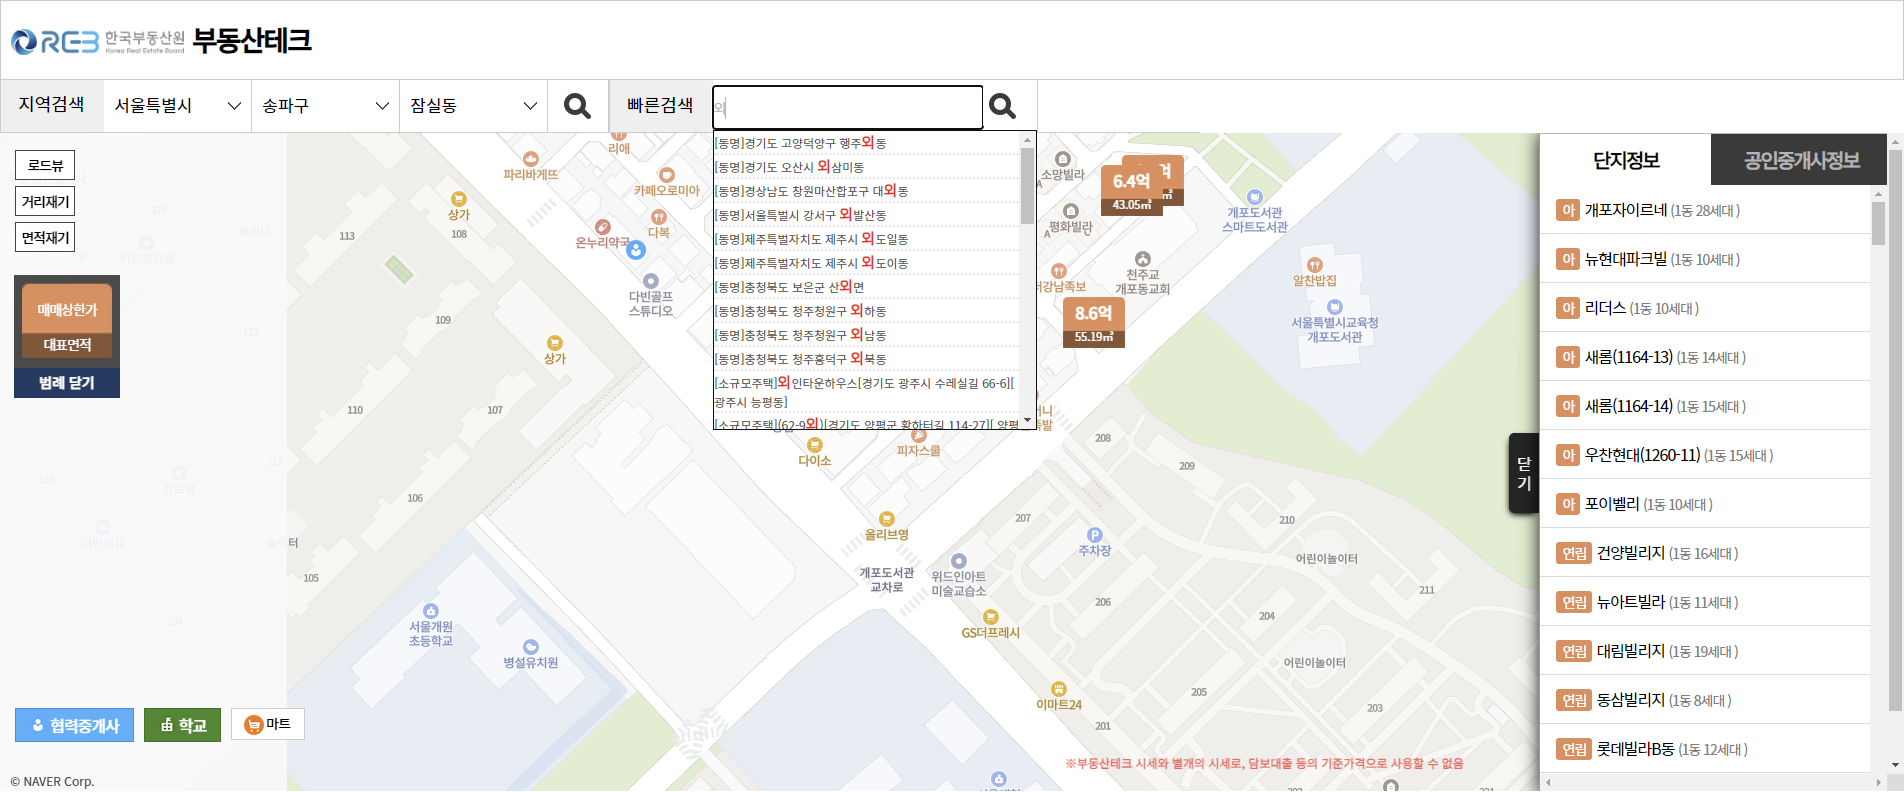 REB 한국부동산원 부동산테크
Korea Real Estate Board
지역검색 서울특별시 송파구 잠실동 빠른검색 외
[동명]경기도 고양덕양구 행주외동
[동명]경기도 오산시 외삼미동
[동명]경상남도 창원마산합포구 대외동
[동명]서울특별시 강서구 외발산동
[동명]제주특별자치도 제주시 외도일동
[동명]제주특별자치도 제주시 외도이동
[동명]충청북도 보은군 산외면
[동명]충청북도 청주청원구 외하동
[동명]충청북도 청주청원구 외남동
[동명]충청북도 청주흥덕구 외북동
[소규모주택]외인타운하우스[경기도 광주시 수레실길 66-6][
광주시 능평동]
[소규모주택](62-9외)[경기도 양평군 황하터길 114-27][ 양평
로드뷰
거리재기
면적재기
매매상한가
대표면적
범례 닫기
리애
파리바게뜨
카페오로미아
상가
108
113
다복
온누리약국
다빈골프
스튜디오
109
상가
110
107
106
105
놀이터
키즈앤리딩
경로당
어린이집
소망빌라
6.4억
43.05㎡
억
평화빌라
천주교
개포동교회
더강남족보
8.6억
55.19㎡
개포도서관
스마트도서관
알찬밥집
서울특별시교육청
개포도서관
다이소
피자스쿨
208
209
올리브영
207
주차장
210
어린이놀이터
개포도서관
교차로
위드인아트
미술교습소
206
211
204
GS더프레시
서울개원
초등학교
병설유치원
어린이놀이터
205
203
이마트24
201
※부동산테크 시세와 별개의 시세로, 담보대출 등의 기준가격으로 사용할 수 없음
협력중개사 학교 마트
© NAVER Corp.
닫
기
단지정보 공인중개사정보
아 개포자이르네 (1동 28세대 )
아 뉴현대파크빌 (1동 10세대 )
아 리더스 (1동 10세대 )
아 새롬(1164-13) (1동 14세대 )
아 새롬(1164-14) (1동 15세대 )
아 우찬현대(1260-11) (1동 15세대 )
아 포이벨리 (1동 10세대 )
연립 건양빌리지 (1동 16세대 )
연립 뉴아트빌라 (1동 11세대 )
연립 대림빌리지 (1동 19세대 )
연립 동삼빌리지 (1동 8세대 )
연립 롯데빌라B동 (1동 12세대 )